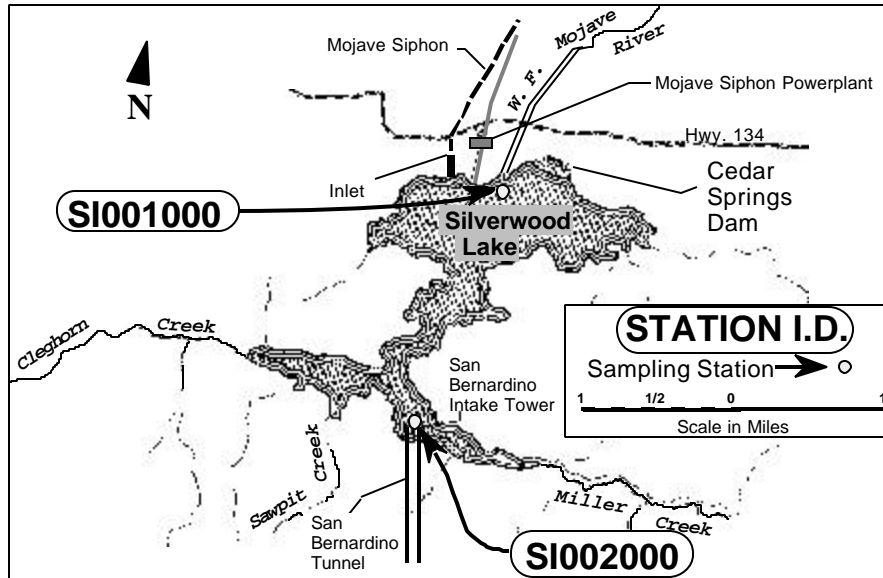 Mojave Siphon
W. F. Mojave River
N
Mojave Siphon Powerplant
Hwy. 134
Inlet
Cedar
Springs
Dam
SI001000
Silverwood
Lake
Cleghorn Creek
STATION I.D.
Sampling Station
1 1/2 0 1
Scale in Miles
San
Bernardino
Intake Tower
Sawpit Creek
Miller Creek
San
Bernardino
Tunnel
SI002000